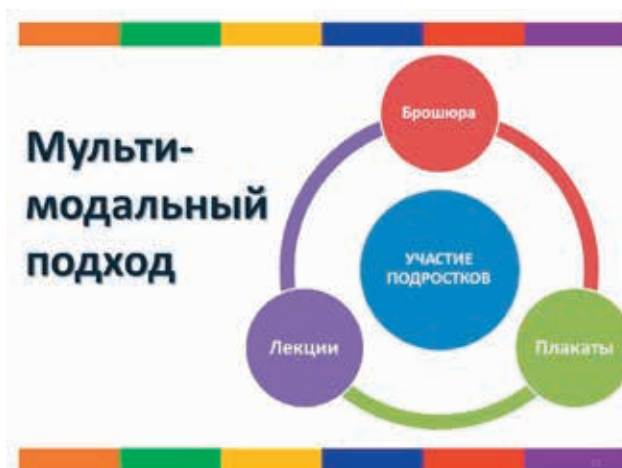 Мульти-
модальный
подход
Брошюра
УЧАСТИЕ
ПОДРОСТКОВ
Лекции
Плакаты